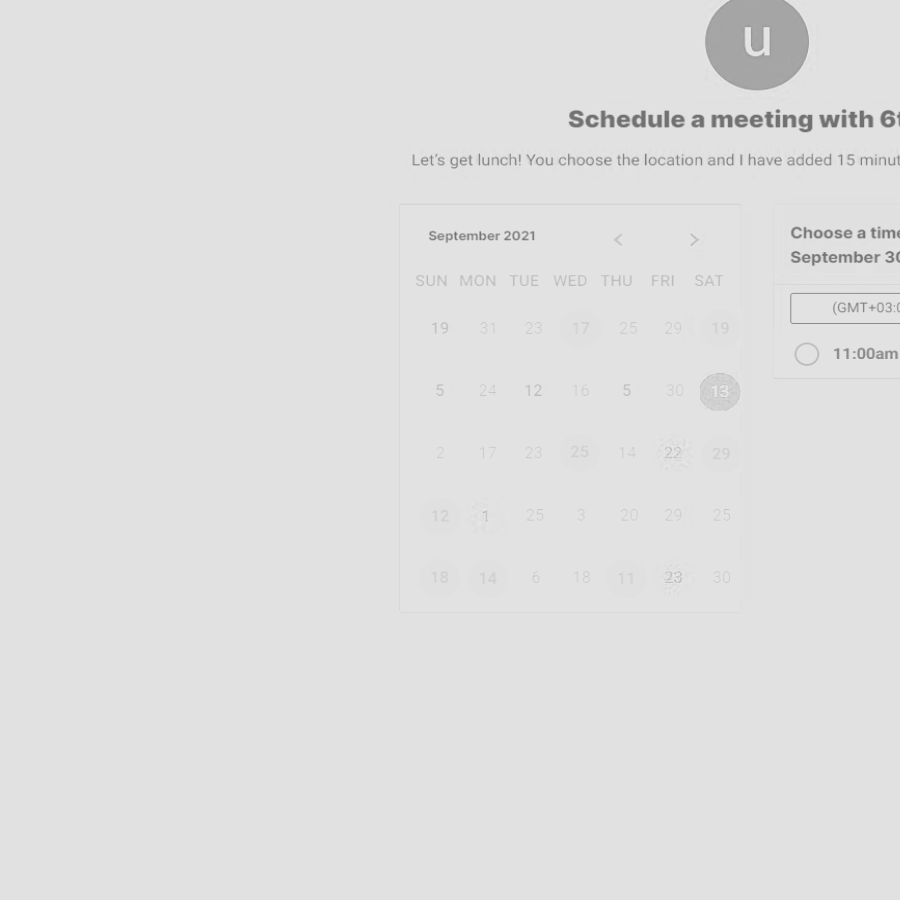 u
Schedule a meeting with 6t
Let's get lunch! You choose the location and I have added 15 minut
September 2021
SUN MON TUE WED THU FRI SAT
19 31 23 17 25 29 19
5 24 12 16 5 30 13
2 17 23 25 14 22 29
12 1 25 3 20 29 25
18 14 6 18 11 23 30
Choose a time
September 30
(GMT+03:0
11:00am